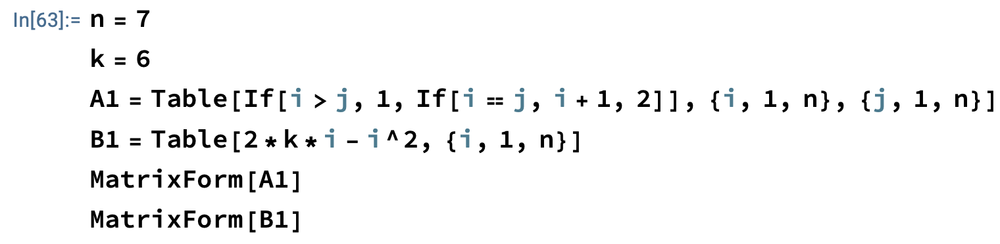 In[63]:= n = 7
k = 6
A1 = Table[If[i > j, 1, If[i == j, i + 1, 2]], {i, 1, n}, {j, 1, n}]
B1 = Table[2 * k * i - i ^ 2, {i, 1, n}]
MatrixForm[A1]
MatrixForm[B1]